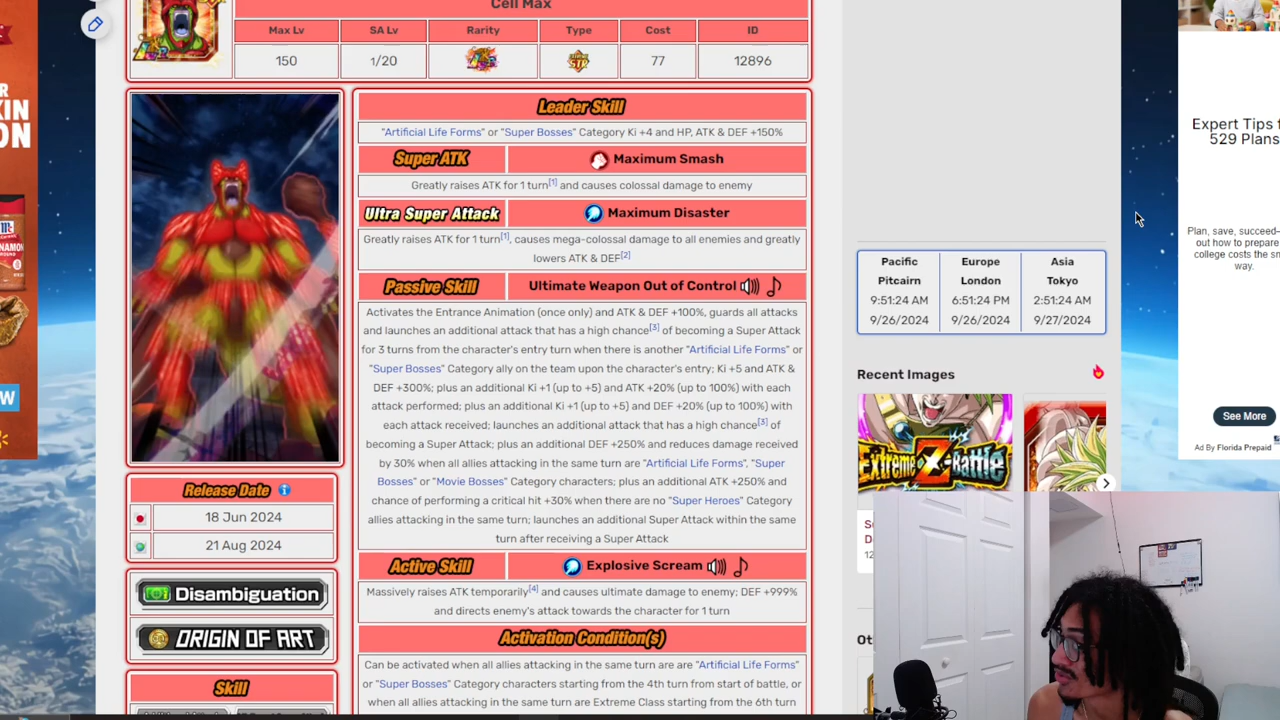 Cell Max
Max Lv SA Lv Rarity Type Cost ID
150 1/20 77 12896
Leader Skill
"Artificial Life Forms" or "Super Bosses" Category Ki +4 and HP, ATK & DEF +150%
Super ATK Maximum Smash
Greatly raises ATK for 1 turn[1] and causes colossal damage to enemy
Ultra Super Attack Maximum Disaster
Greatly raises ATK for 1 turn[1], causes mega-colossal damage to all enemies and greatly
lowers ATK & DEF[2]
Passive Skill Ultimate Weapon Out of Control
Activates the Entrance Animation (once only) and ATK & DEF +100%, guards all attacks
and launches an additional attack that has a high chance[3] of becoming a Super Attack
for 3 turns from the character's entry turn when there is another "Artificial Life Forms" or
"Super Bosses" Category ally on the team upon the character's entry; Ki +5 and ATK &
DEF +300%; plus an additional Ki +1 (up to +5) and ATK +20% (up to 100%) with each
attack performed; plus an additional Ki +1 (up to +5) and DEF +20% (up to 100%) with
each attack received; launches an additional attack that has a high chance[3] of
becoming a Super Attack; plus an additional DEF +250% and reduces damage received
by 30% when all allies attacking in the same turn are "Artificial Life Forms", "Super
Bosses" or "Movie Bosses" Category characters; plus an additional ATK +250% and
chance of performing a critical hit +30% when there are no "Super Heroes" Category
allies attacking in the same turn; launches an additional Super Attack within the same
turn after receiving a Super Attack
Active Skill Explosive Scream
Massively raises ATK temporarily[4] and causes ultimate damage to enemy; DEF +999%
and directs enemy's attack towards the character for 1 turn
Activation Condition(s)
Can be activated when all allies attacking in the same turn are are "Artificial Life Forms"
or "Super Bosses" Category characters starting from the 4th turn from start of battle, or
when all allies attacking in the same turn are Extreme Class starting from the 6th turn
Release Date
18 Jun 2024
21 Aug 2024
Disambiguation
ORIGIN OF ART
Skill
Pacific Europe Asia
Pitcairn London Tokyo
9:51:24 AM 6:51:24 PM 2:51:24 AM
9/26/2024 9/26/2024 9/27/2024
Recent Images
Extreme Z-Battle
Expert Tips
529 Plans
Plan, save, succeed—
out how to prepare
college costs the
way.
See More
Ad By Florida Prepaid